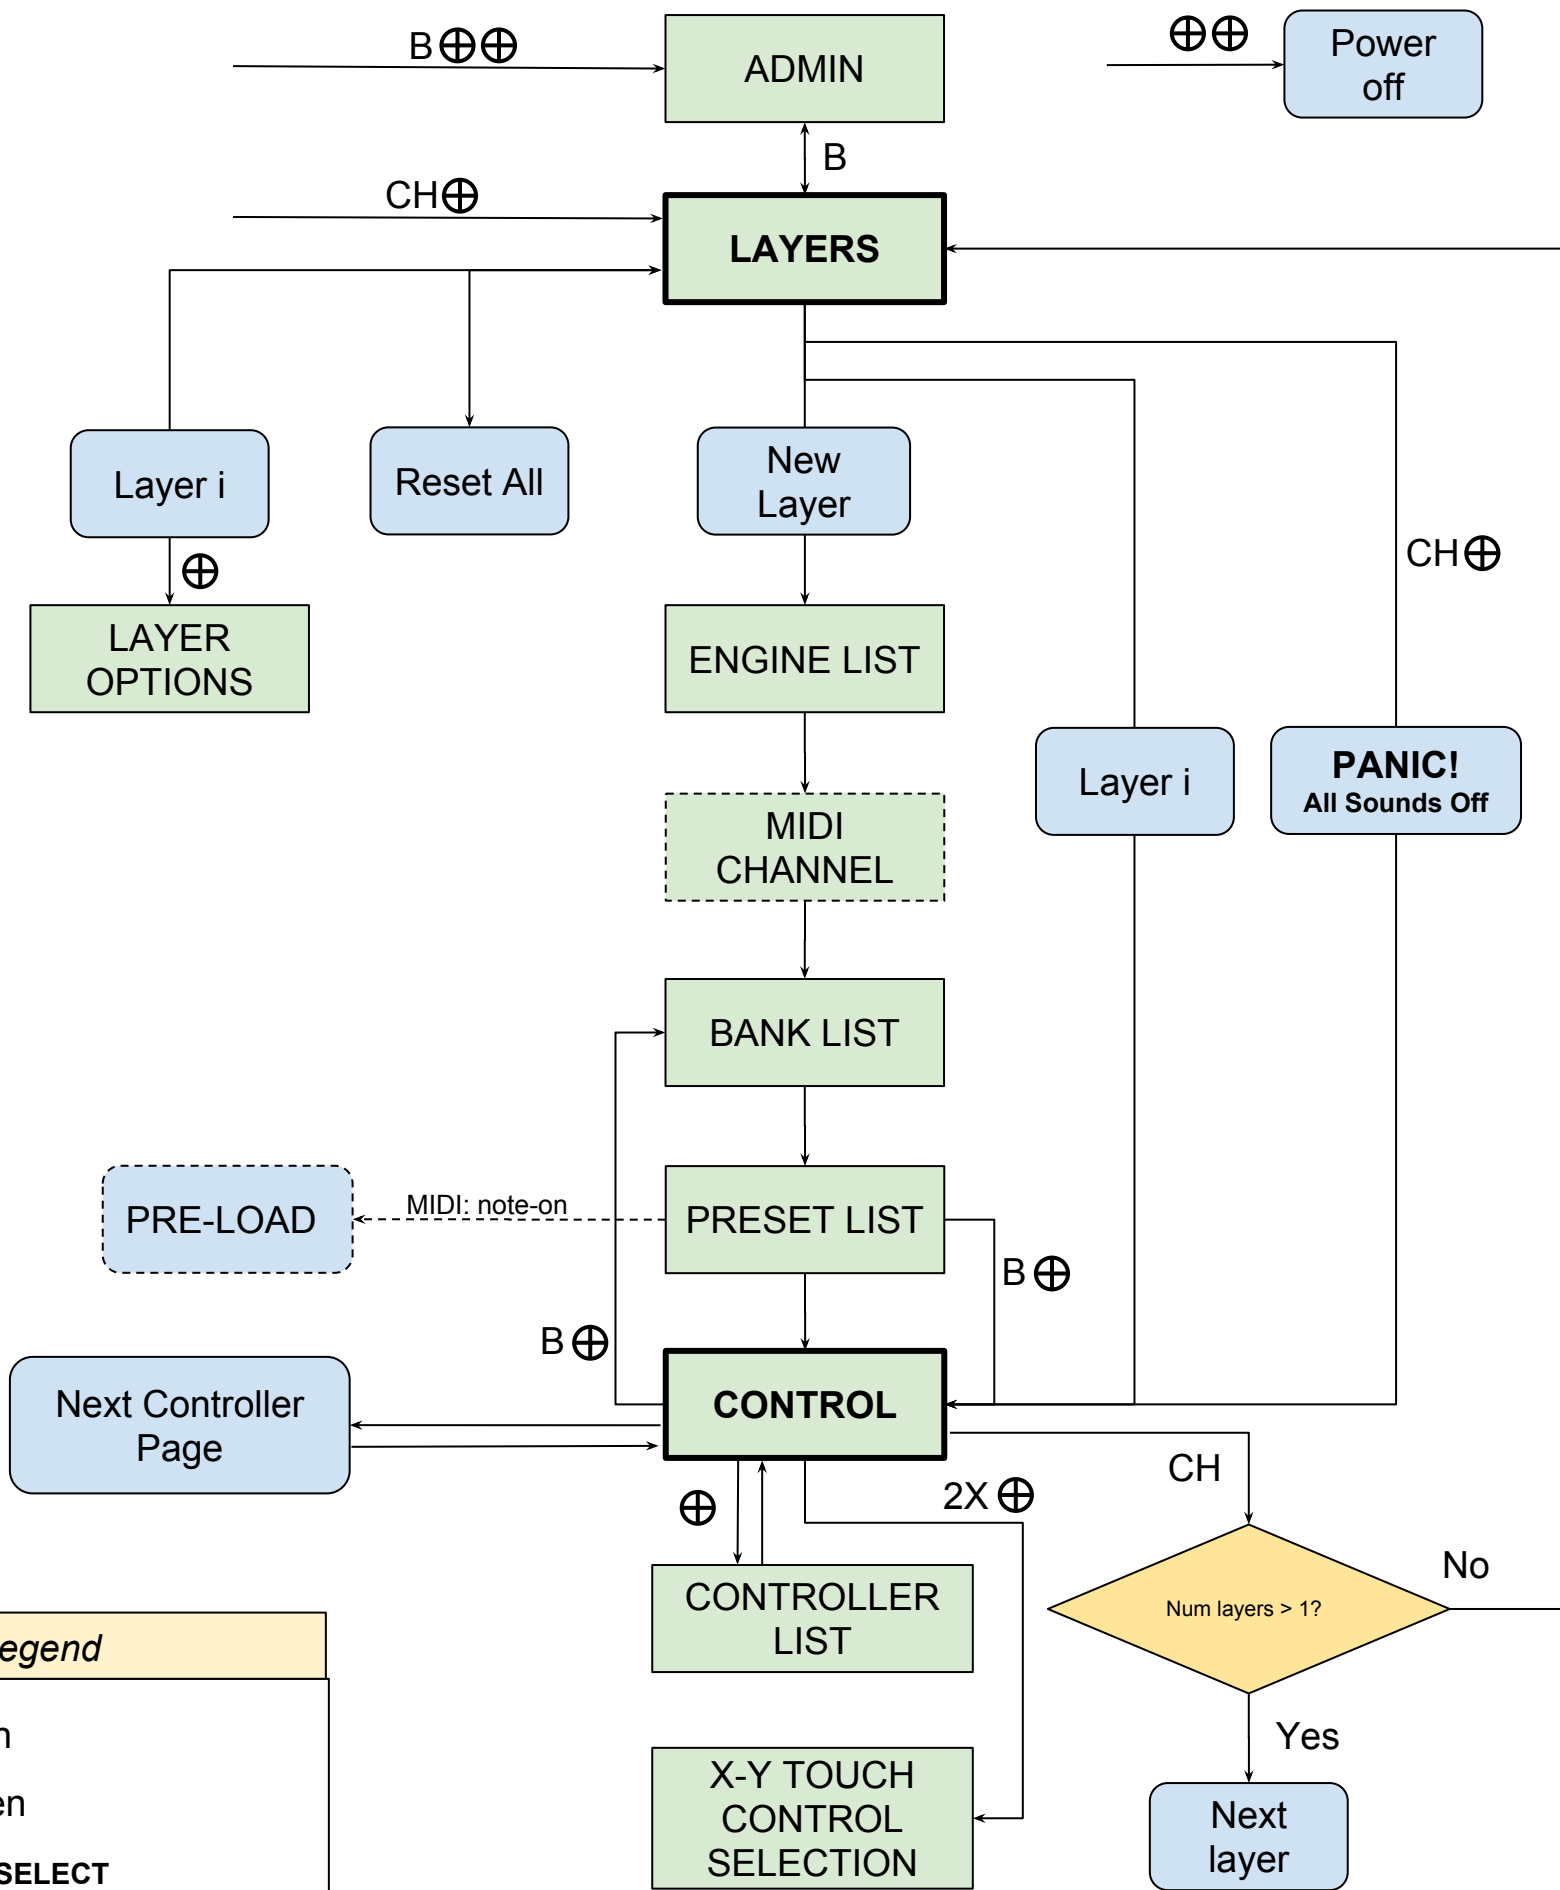 B⊕⊕
ADMIN
⊕⊕
Power
off
B
CH⊕
LAYERS
Layer i
Reset All
New
Layer
CH⊕
⊕
LAYER
OPTIONS
ENGINE LIST
Layer i
PANIC!
All Sounds Off
MIDI
CHANNEL
BANK LIST
PRE-LOAD
MIDI: note-on
PRESET LIST
B⊕
B⊕
Next Controller
Page
CONTROL
CH
⊕
2X⊕
CONTROLLER
LIST
Num layers > 1?
No
Yes
X-Y TOUCH
CONTROL
SELECTION
Next
layer
egend
n
en
SELECT